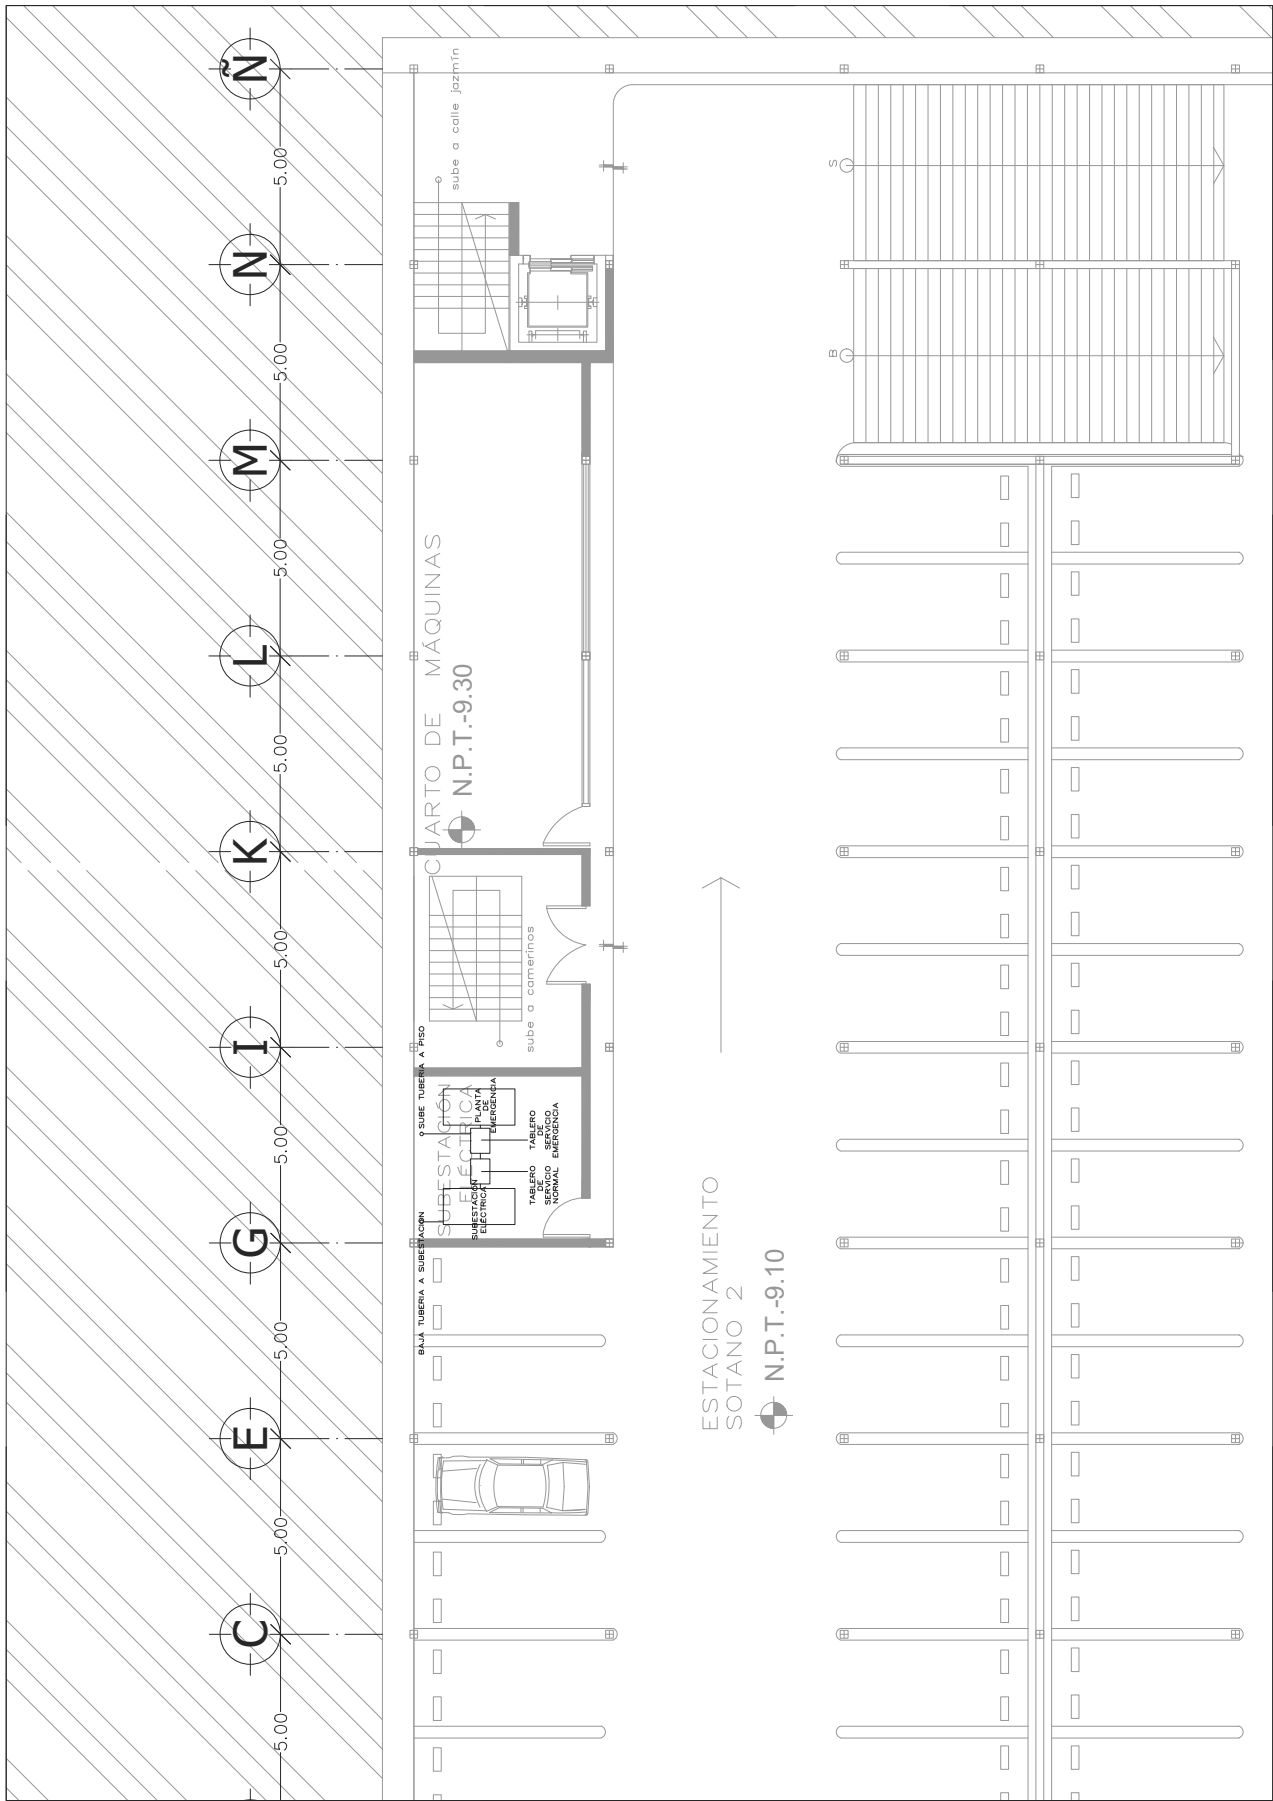 Ñ
5.00
N
5.00
M
5.00
L
5.00
K
5.00
I
5.00
G
5.00
E
5.00
C
5.00
sube a calle jazmín
S
B
CUARTO DE MÁQUINAS
N.P.T.-9.30
sube a camerinos
SUBE TUBERIA A PISO
SUBESTACIÓN
ELÉCTRICA
PLANTA
DE
EMERGENCIA
TABLERO
DE
SERVICIO
EMERGENCIA
TABLERO
DE
SERVICIO
NORMAL
SUBESTACIÓN
ELÉCTRICA
BAJA TUBERIA A SUBESTACIÓN
ESTACIONAMIENTO
SOTANO 2
N.P.T.-9.10